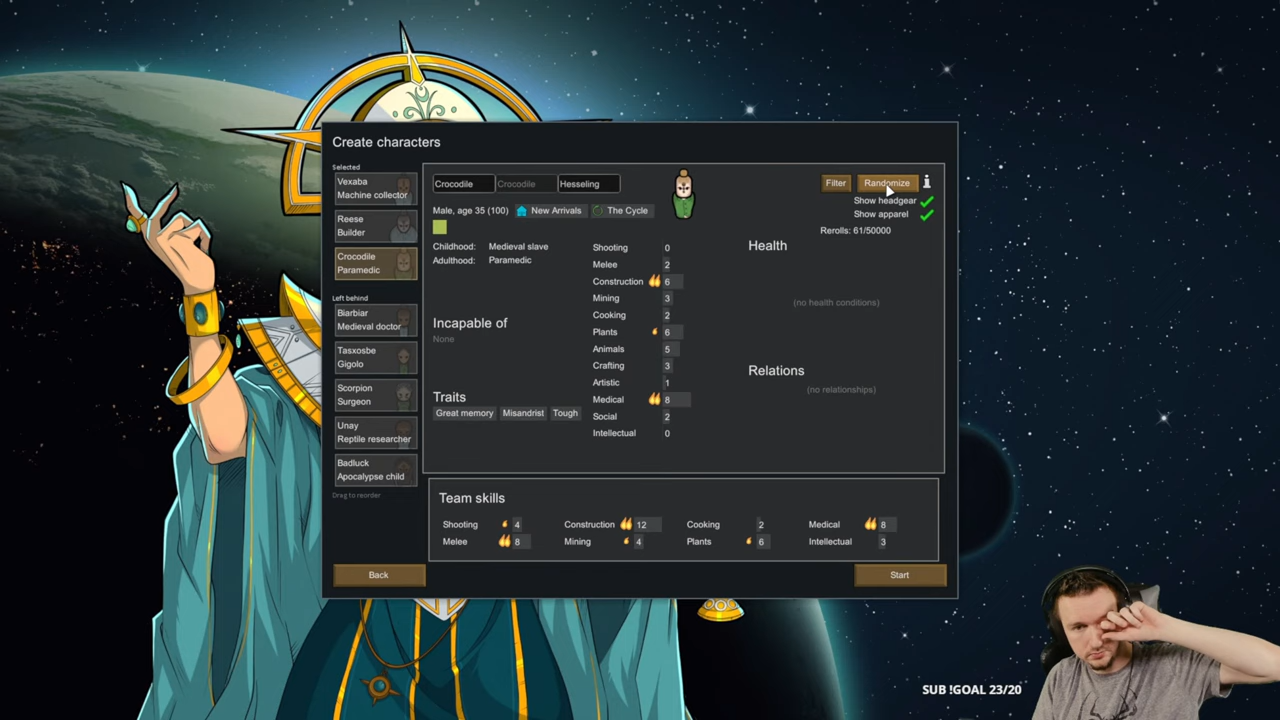 Create characters
Selected
Vexaba
Machine collector
Reese
Builder
Crocodile
Paramedic
Left behind
Biarbiar
Medieval doctor
Tasxosbe
Gigolo
Scorpion
Surgeon
Unay
Reptile researcher
Badluck
Apocalypse child
Drag to reorder
Crocodile Crocodile Hesseling
Filter Randomize
Show headgear
Show apparel
Rerolls: 61/50000
Male, age 35 (100) New Arrivals The Cycle
Childhood: Medieval slave
Adulthood: Paramedic
Incapable of
None
Traits
Great memory Misandrist Tough
Shooting 0
Melee 2
Construction 6
Mining 3
Cooking 2
Plants 6
Animals 5
Crafting 3
Artistic 1
Medical 8
Social 2
Intellectual 0
Health
(no health conditions)
Relations
(no relationships)
Team skills
Shooting 4 Construction 12 Cooking 2 Medical 8
Melee 8 Mining 4 Plants 6 Intellectual 3
Back Start
SUB !GOAL 23/20